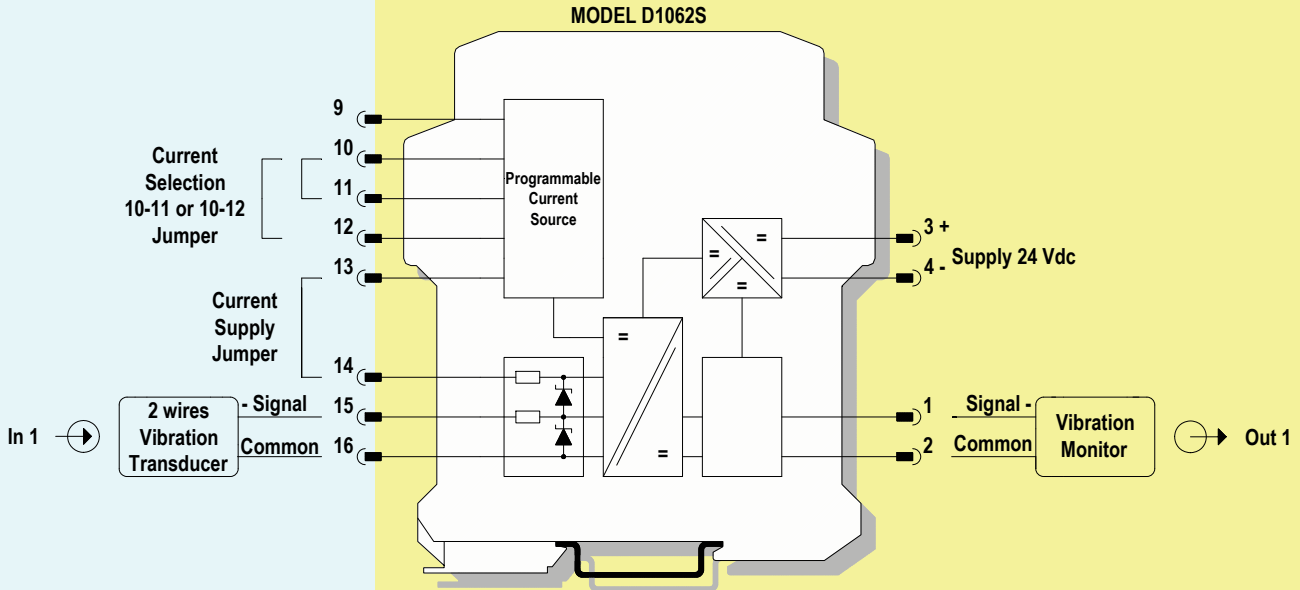 MODEL D1062S
9
10
11
12
13
14
15
16
Current
Selection
10-11 or 10-12
Jumper
Current
Supply
Jumper
Programmable
Current
Source
=
=
=
=
=
3 +
4 -
Supply 24 Vdc
In 1
2 wires
Vibration
Transducer
- Signal
Common
1
2
Signal -
Common
Vibration
Monitor
Out 1